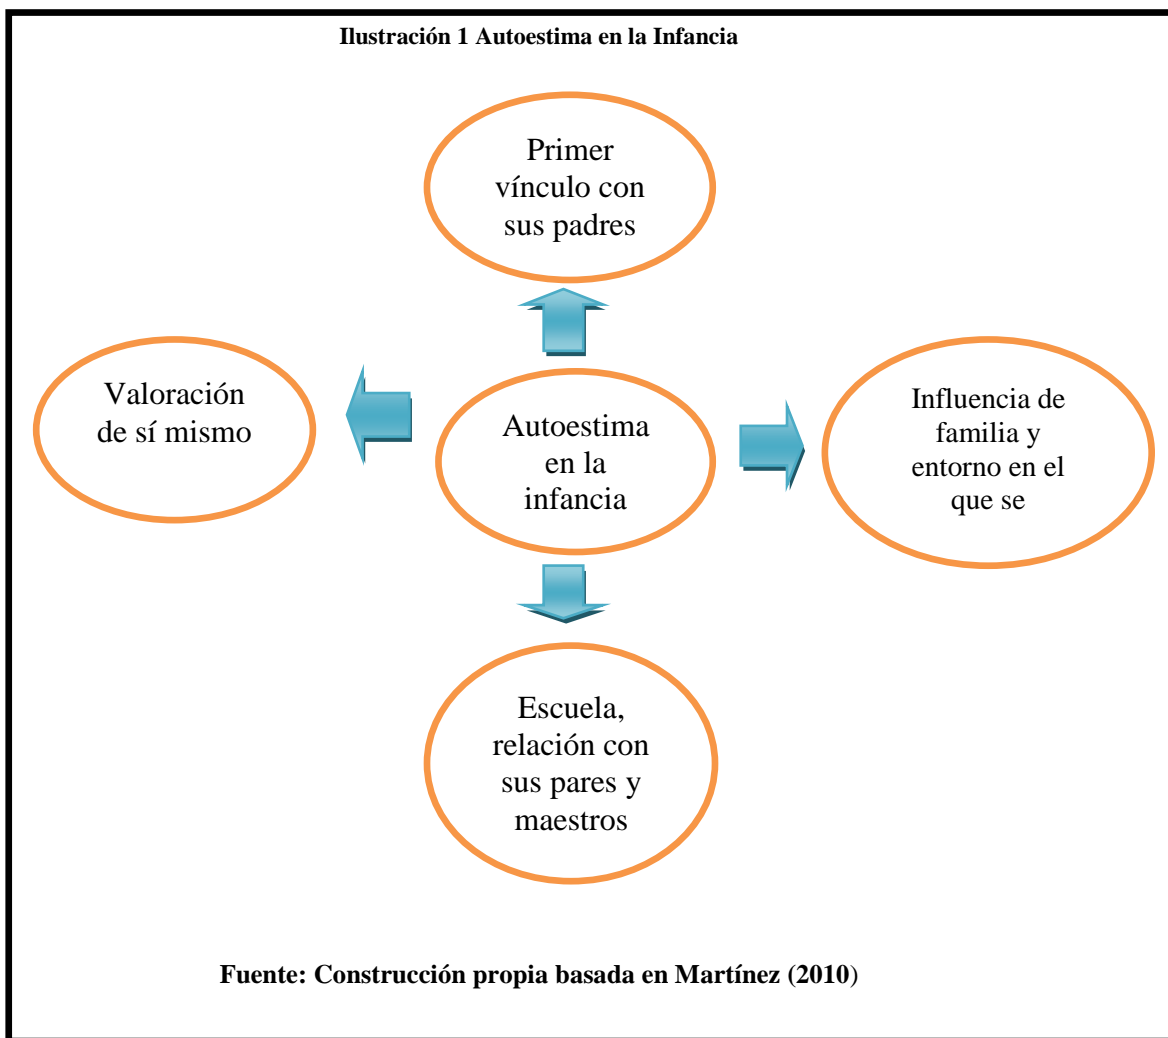 Ilustración 1 Autoestima en la Infancia
Primer
vínculo con
sus padres
Valoración
de sí mismo
Autoestima
en la
infancia
Influencia de
familia y
entorno en el
que se
Escuela,
relación con
sus pares y
maestros
Fuente: Construcción propia basada en Martínez (2010)